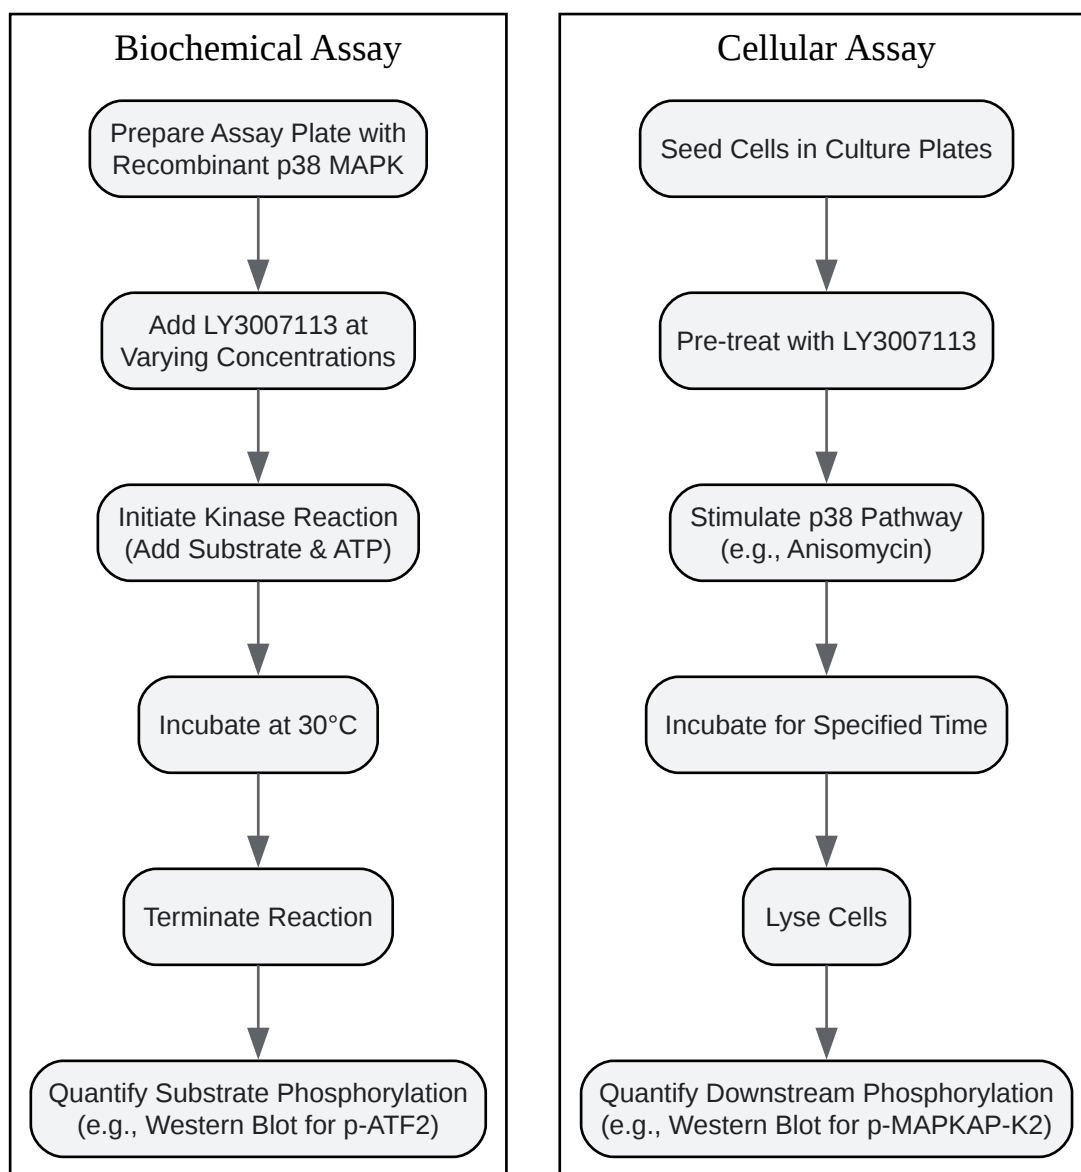 Biochemical Assay
Prepare Assay Plate with
Recombinant p38 MAPK
Add LY3007113 at
Varying Concentrations
Initiate Kinase Reaction
(Add Substrate & ATP)
Incubate at 30°C
Terminate Reaction
Quantify Substrate Phosphorylation
(e.g., Western Blot for p-ATF2)
Cellular Assay
Seed Cells in Culture Plates
Pre-treat with LY3007113
Stimulate p38 Pathway
(e.g., Anisomycin)
Incubate for Specified Time
Lyse Cells
Quantify Downstream Phosphorylation
(e.g., Western Blot for p-MAPKAP-K2)